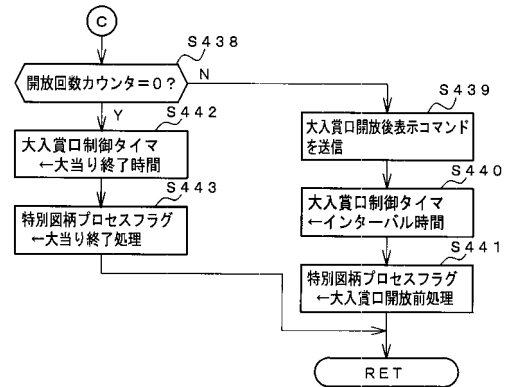 C
S438
開放回数カウンター=0?
N
Y
S442
大入賞口制御タイマ
←大当り終了時間
S443
特別図柄プロセスフラグ
←大当り終了処理
S439
大入賞口開放後表示コマンド
を送信
S440
大入賞口制御タイマ
←インターバル時間
S441
特別図柄プロセスフラグ
←大入賞口開放前処理
RET